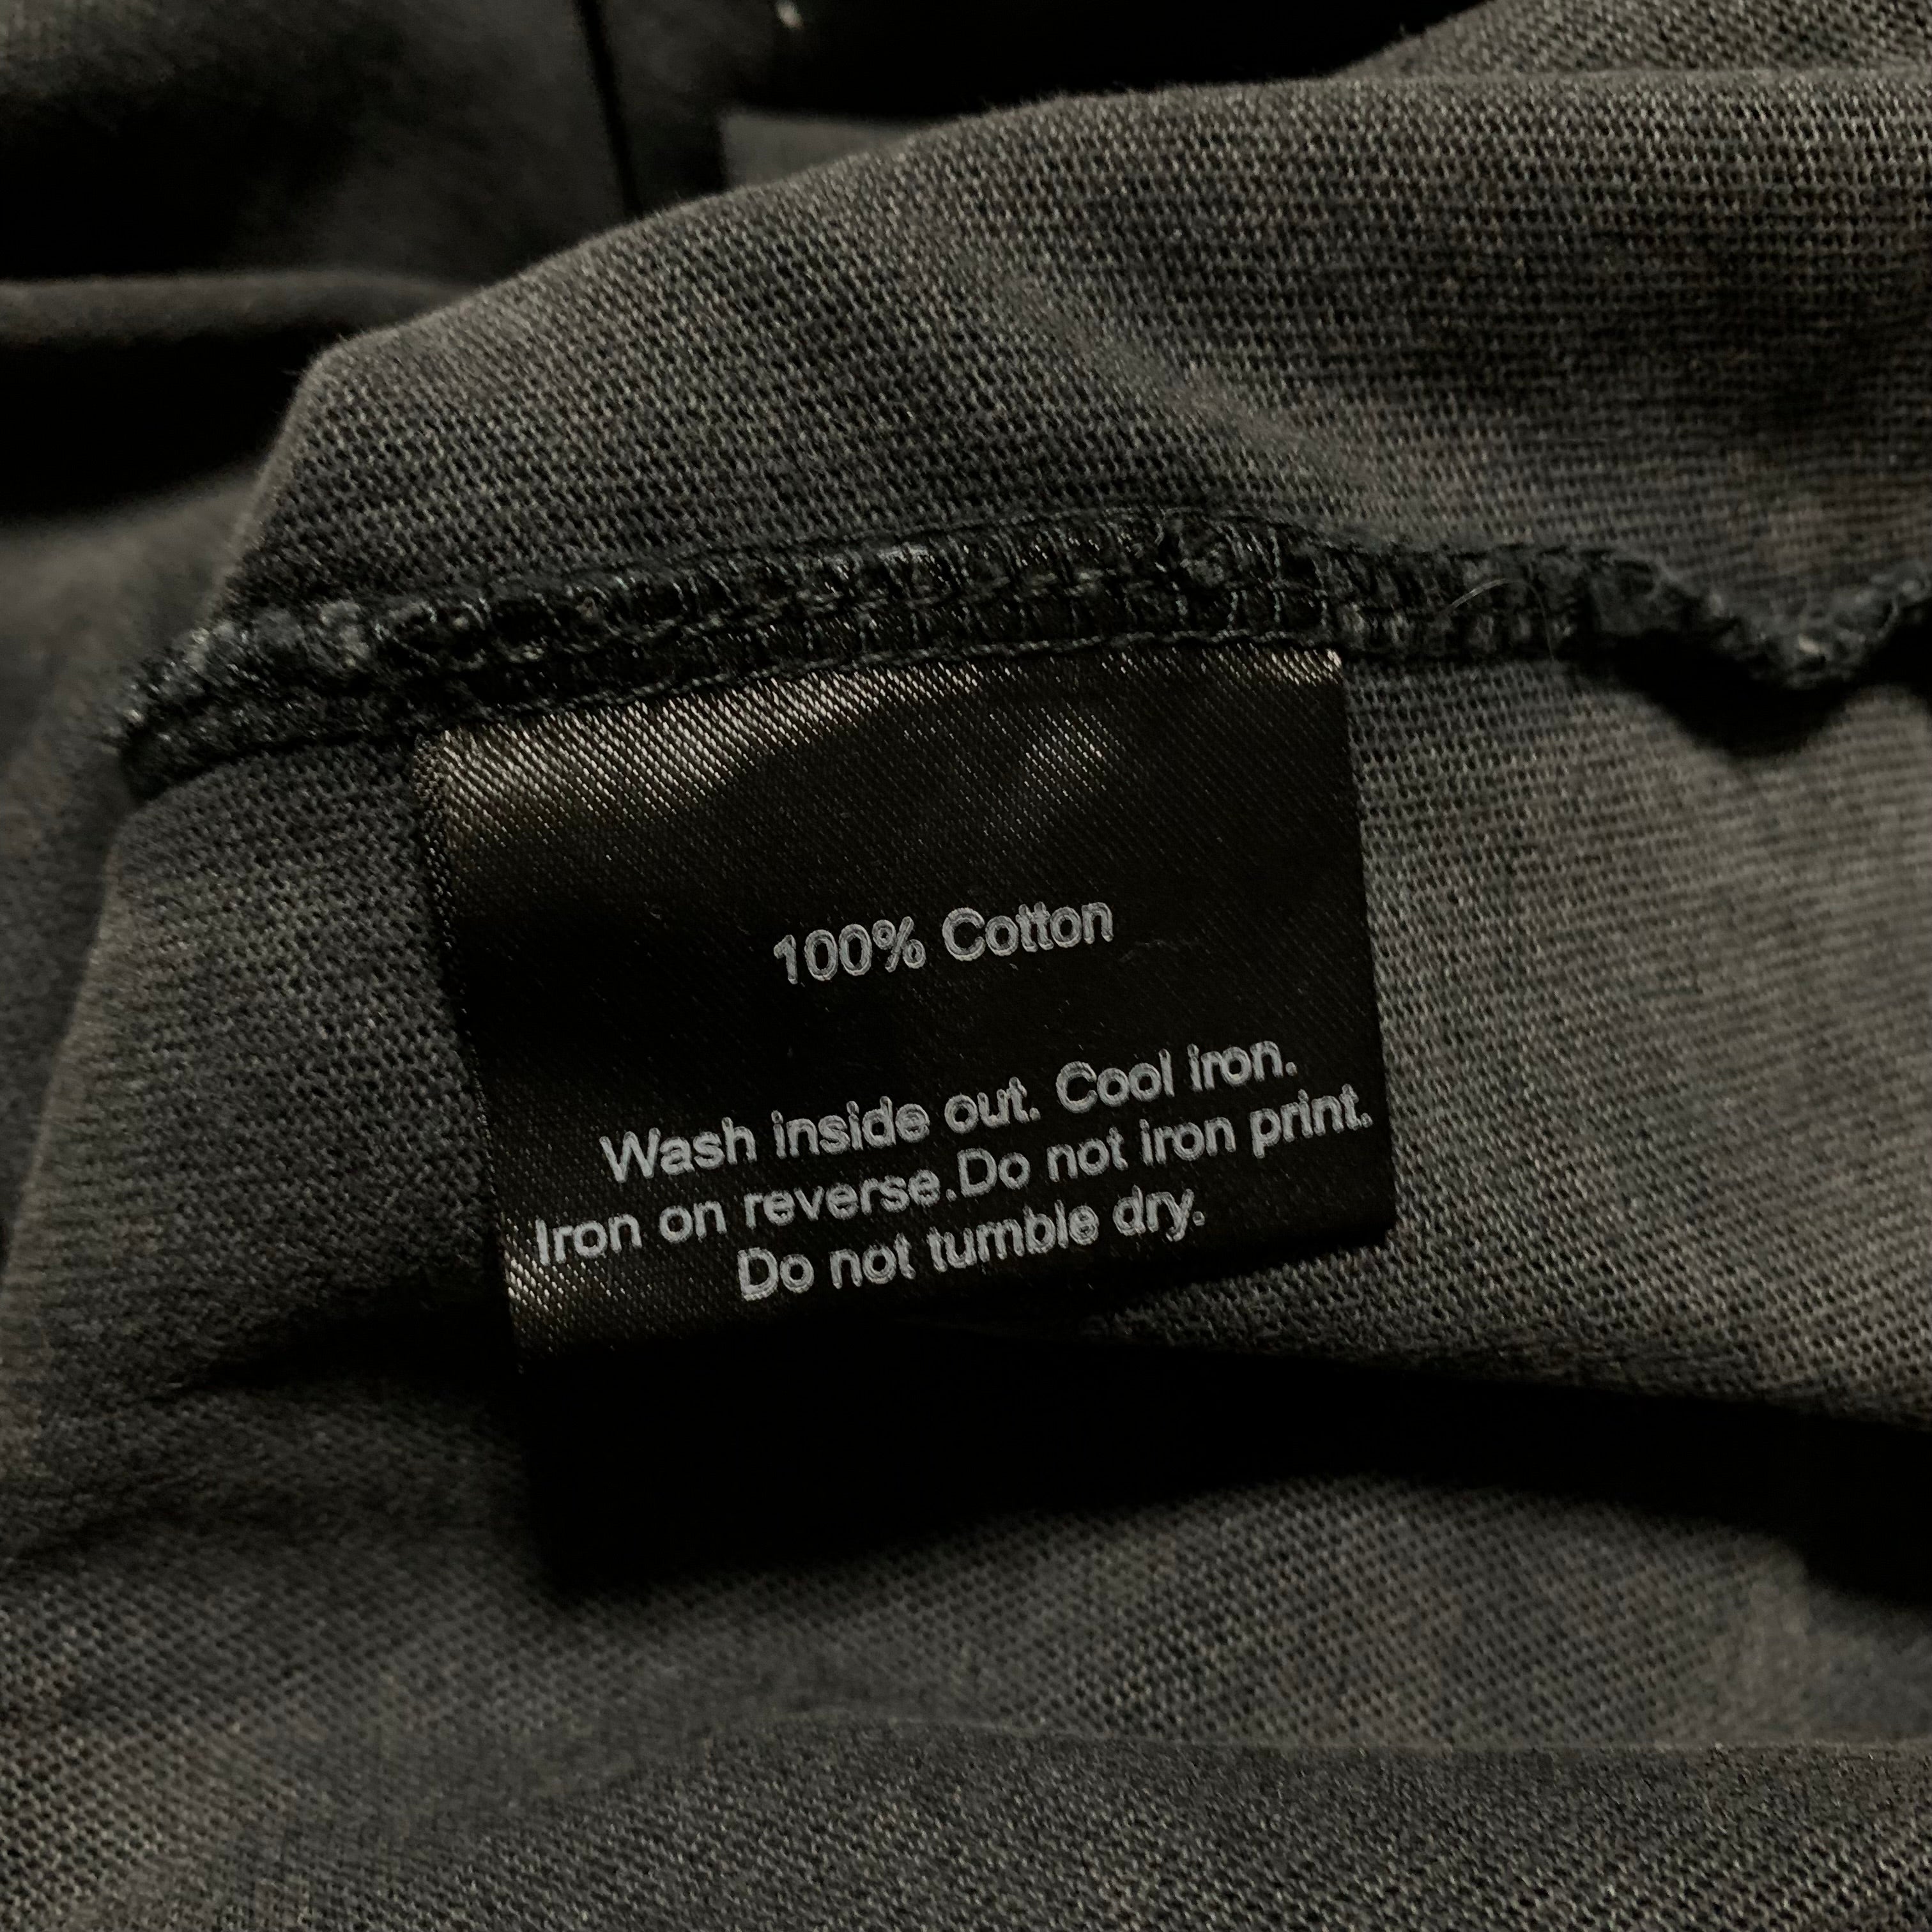 100% Cotton
Wash inside out. Cool iron.
Iron on reverse.Do not iron print.
Do not tumble dry.